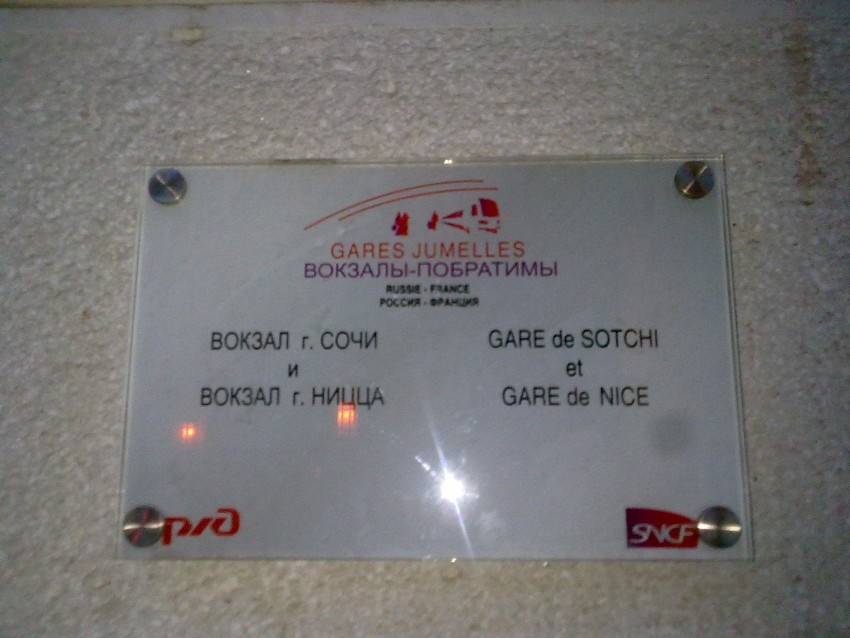 GARES JUMELLES
ВОКЗАЛЫ-ПОБРАТИМЫ
RUSSIE - FRANCE
РОССИЯ - ФРАНЦИЯ
ВОКЗАЛ г. СОЧИ
и
ВОКЗАЛ г. НИЦЦА
GARE de SOTCHI
et
GARE de NICE
ржд
SNCF